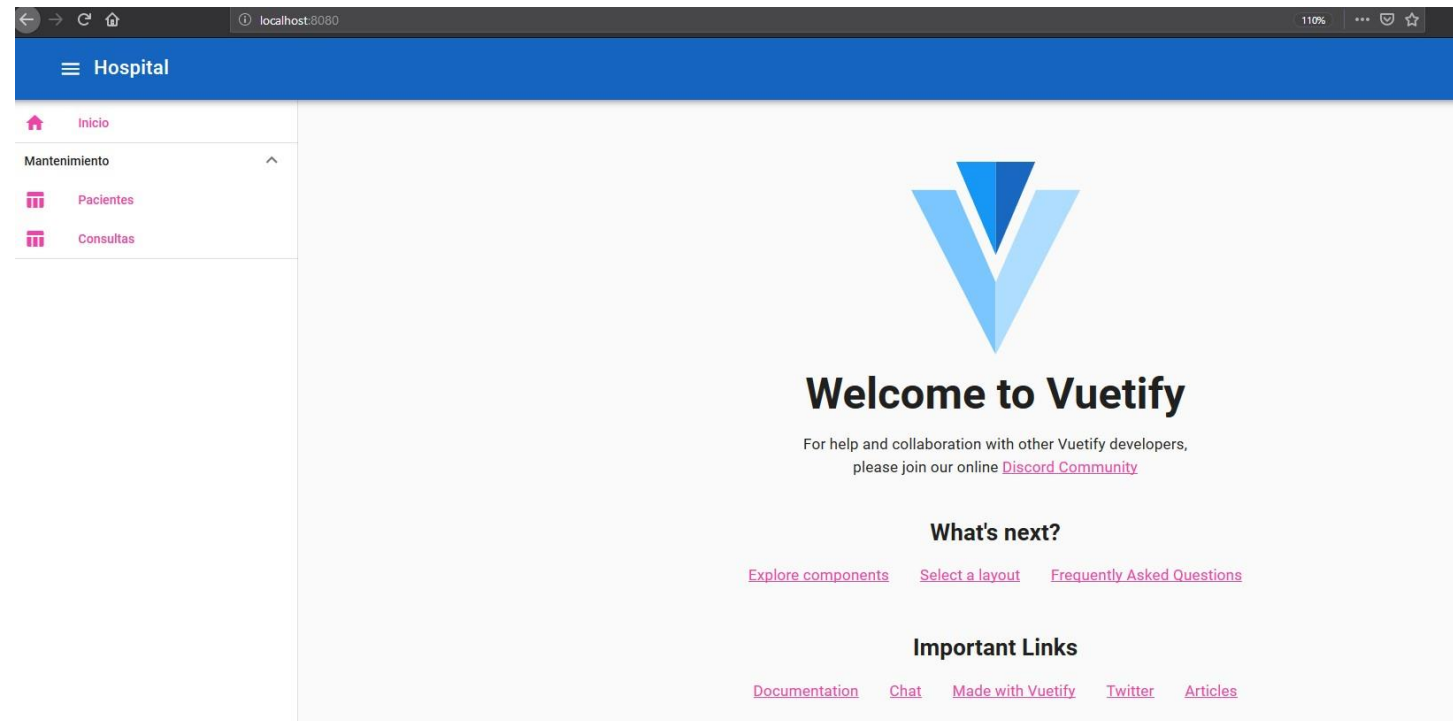 localhost:8080
110%
Hospital
Inicio
Mantenimiento
Pacientes
Consultas
Welcome to Vuetify
For help and collaboration with other Vuetify developers,
please join our online Discord Community
What's next?
Explore components Select a layout Frequently Asked Questions
Important Links
Documentation Chat Made with Vuetify Twitter Articles